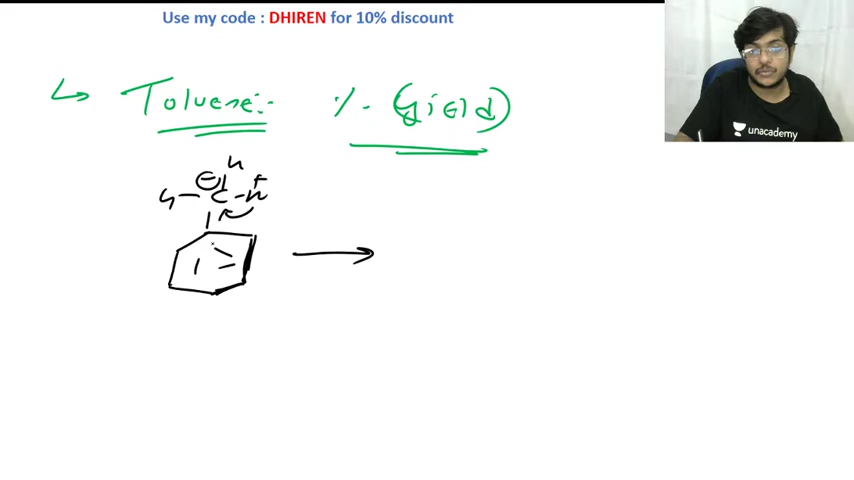 Use my code : DHIREN for 10% discount
↳ Toluene:- % (yield)
unacademy
H
⊖ +
H - C - H